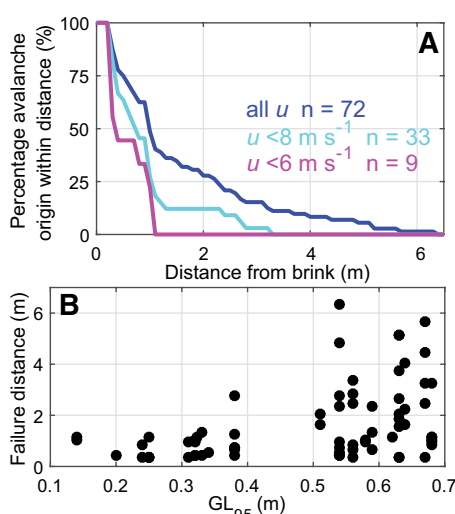 Percentage avalanche
origin within distance (%)
100
75
50
25
0
A
all u n = 72
u <8 m s⁻¹ n = 33
u <6 m s⁻¹ n = 9
0 2 4 6
Distance from brink (m)
B
Failure distance (m)
6
4
2
0
0.1 0.2 0.3 0.4 0.5 0.6 0.7
GL₉₅ (m)